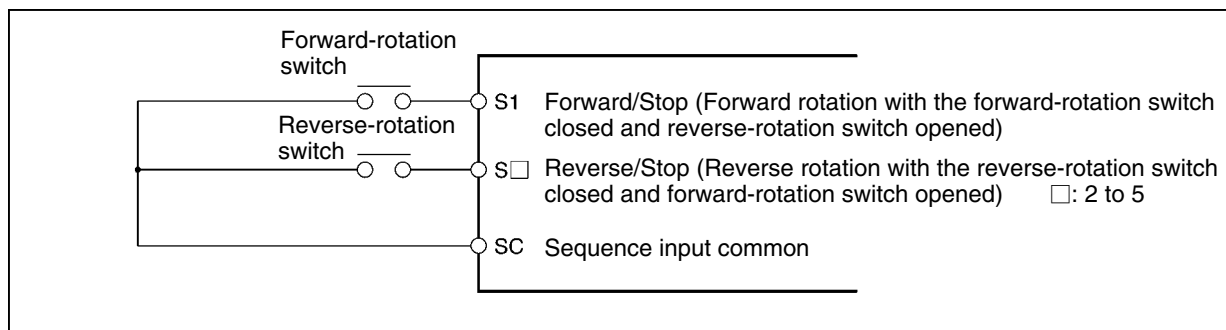 Forward-rotation
switch
S1 Forward/Stop (Forward rotation with the forward-rotation switch
closed and reverse-rotation switch opened)
Reverse-rotation
switch
S□ Reverse/Stop (Reverse rotation with the reverse-rotation switch
closed and forward-rotation switch opened) □: 2 to 5
SC Sequence input common